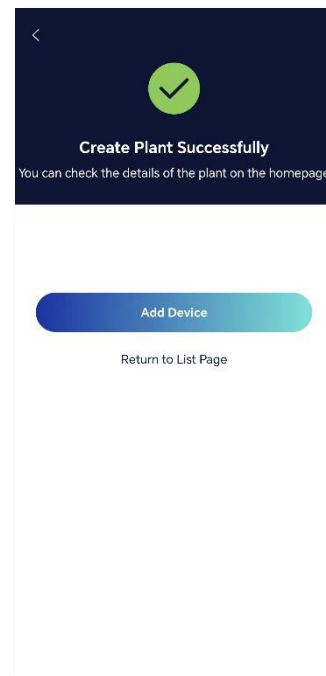 Create Plant Successfully
You can check the details of the plant on the homepage
Add Device
Return to List Page